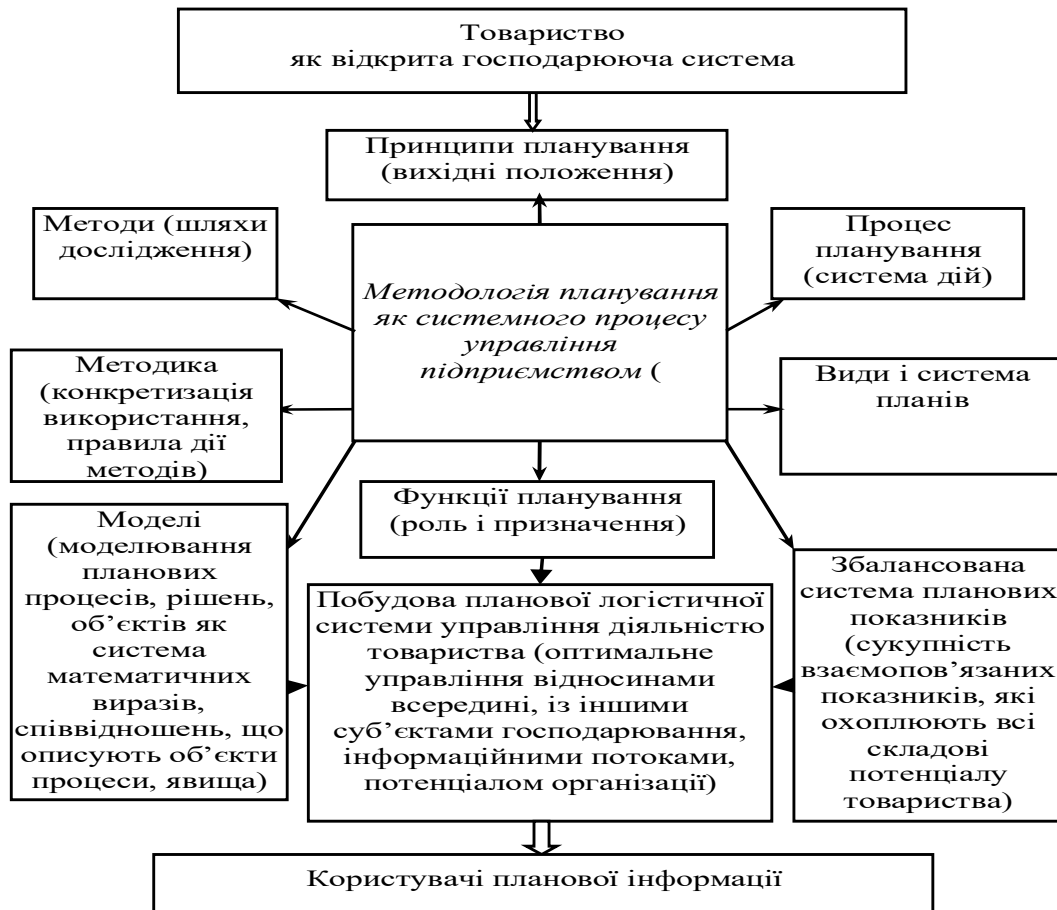 Товариство
як відкрита господарююча система
Принципи планування
(вихідні положення)
Методи (шляхи
дослідження)
Процес
планування
(система дій)
Методологія планування
як системного процесу
управління
підприємством (
Методика
(конкретизація
використання,
правила дії
методів)
Види і система
планів
Функції планування
(роль і призначення)
Моделі
(моделювання
планових
процесів, рішень,
об’єктів як
система
математичних
виразів,
співвідношень, що
описують об’єкти
процеси, явища)
Побудова планової логістичної
системи управління діяльністю
товариства (оптимальне
управління відносинами
всередині, із іншими
суб’єктами господарювання,
інформаційними потоками,
потенціалом організації)
Збалансована
система планових
показників
(сукупність
взаємопов’язаних
показників, які
охоплюють всі
складові
потенціалу
товариства)
Користувачі планової інформації